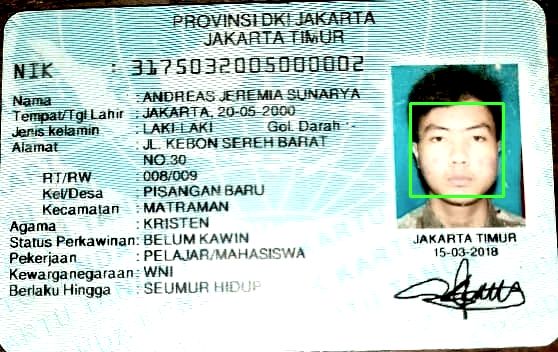 PROVINSI DKI JAKARTA
JAKARTA TIMUR
NIK : 3175032005000002
Nama : ANDREAS JEREMIA SUNARYA
Tempat/Tgl Lahir : JAKARTA, 20-05-2000
Jenis kelamin : LAKI-LAKI Gol. Darah :-
Alamat : JL. KEBON SEREH BARAT
NO.30
RT/RW : 008/009
Kel/Desa : PISANGAN BARU
Kecamatan : MATRAMAN
Agama : KRISTEN
Status Perkawinan: BELUM KAWIN
Pekerjaan : PELAJAR/MAHASISWA
Kewarganegaraan: WNI
Berlaku Hingga : SEUMUR HIDUP
JAKARTA TIMUR
15-03-2018